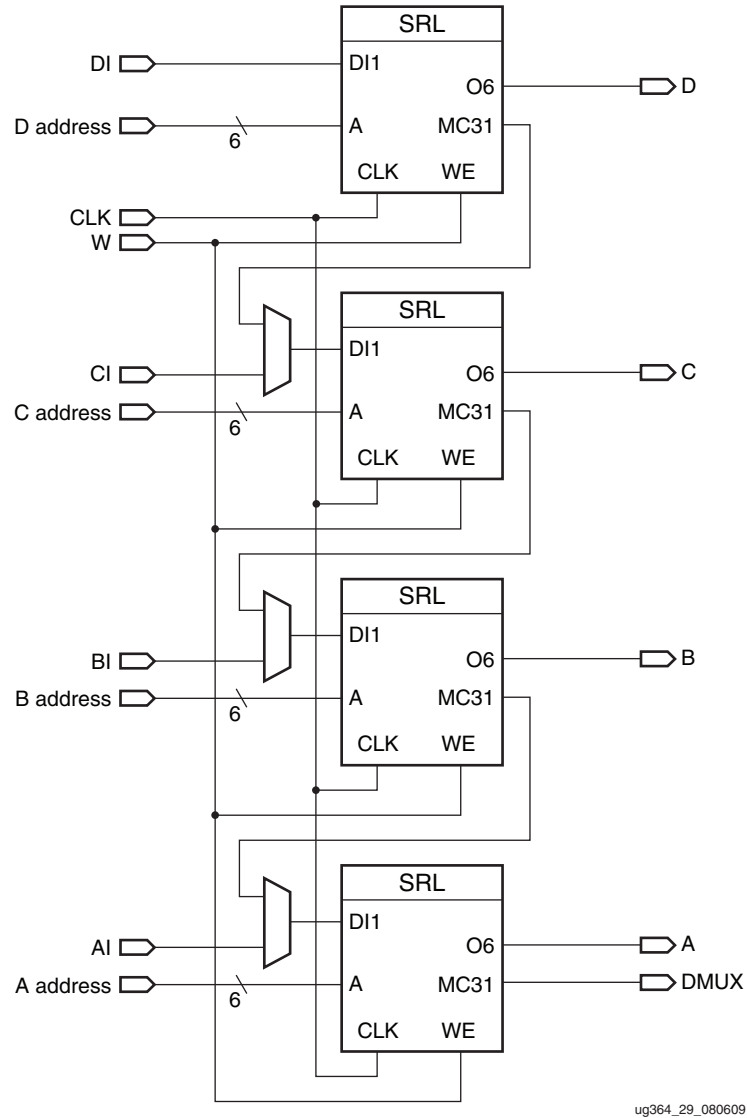 SRL
DI
DI1
O6
D
D address
6
A
MC31
CLK
WE
CLK
W
SRL
DI1
CI
O6
C
C address
6
A
MC31
CLK
WE
SRL
DI1
BI
O6
B
B address
6
A
MC31
CLK
WE
SRL
DI1
AI
O6
A
A address
6
A
MC31
DMUX
CLK
WE
ug364_29_080609